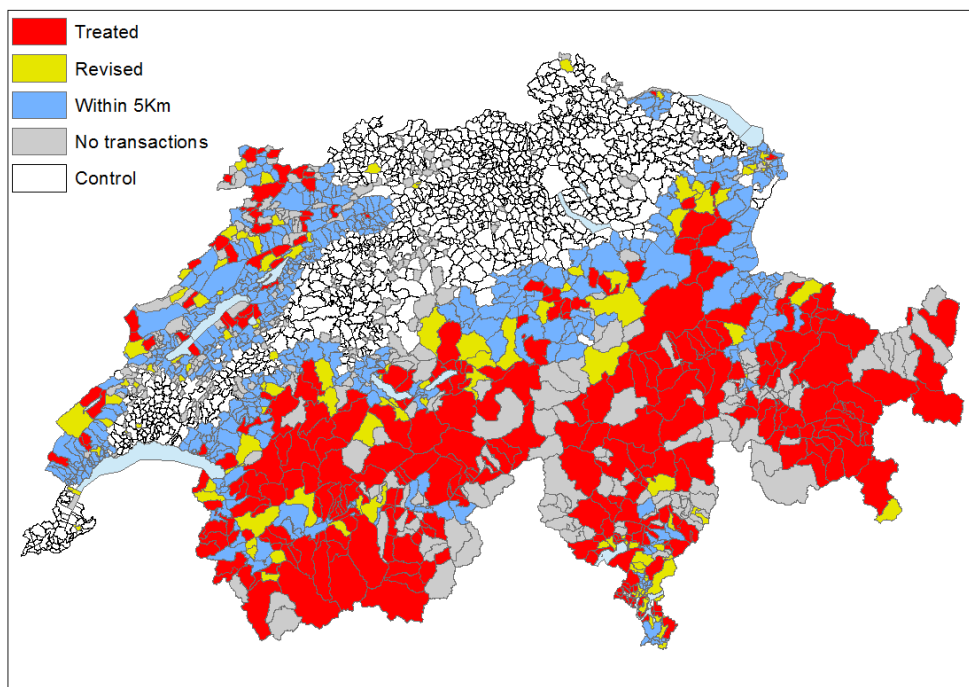 Treated
Revised
Within 5Km
No transactions
Control